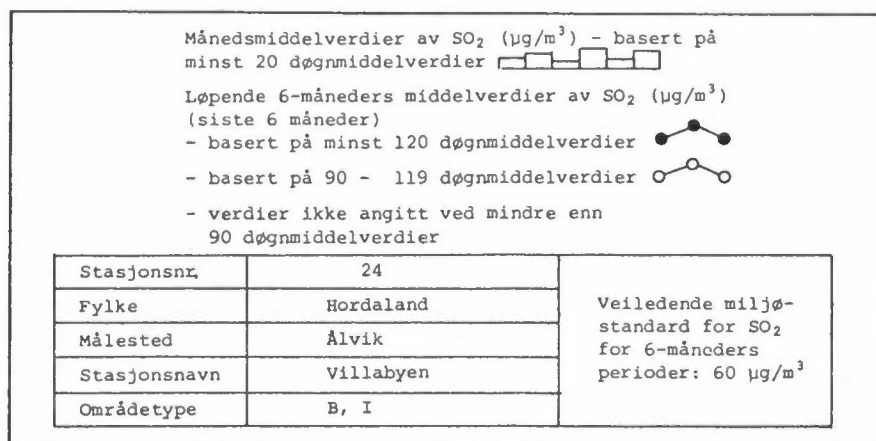 Månedsmiddelverdier av SO₂ (µg/m³) - basert på
minst 20 døgnmiddelverdier
Løpende 6-måneders middelverdier av SO₂ (µg/m³)
(siste 6 måneder)
- basert på minst 120 døgnmiddelverdier
- basert på 90 - 119 døgnmiddelverdier
- verdier ikke angitt ved mindre enn
90 døgnmiddelverdier
Stasjonsnr. 24
Fylke Hordaland
Målested Ålvik
Stasjonsnavn Villabyen
Områdetype B, I
Veiledende miljø-
standard for SO₂
for 6-måneders
perioder: 60 µg/m³